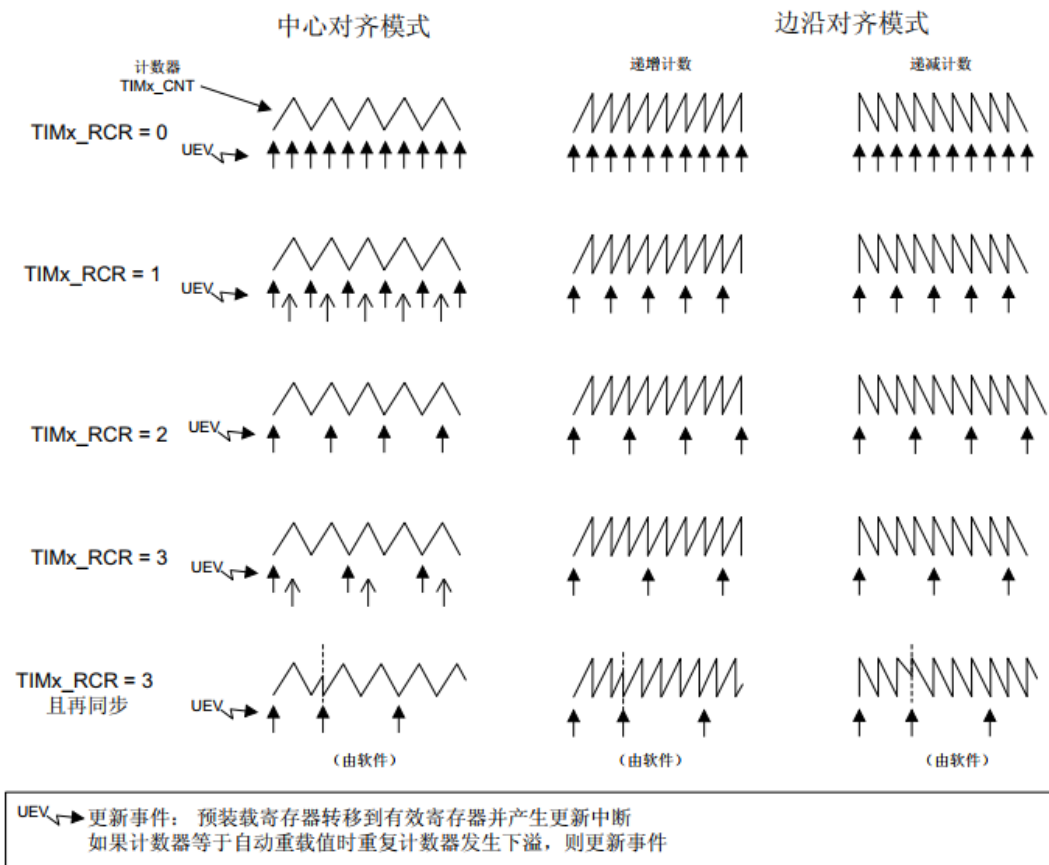 中心对齐模式
边沿对齐模式
计数器
TIMx_CNT
递增计数
递减计数
TIMx_RCR = 0
UEV
TIMx_RCR = 1
UEV
TIMx_RCR = 2
UEV
TIMx_RCR = 3
UEV
TIMx_RCR = 3
且再同步
UEV
（由软件）
（由软件）
（由软件）
UEV 更新事件： 预装载寄存器转移到有效寄存器并产生更新中断
如果计数器等于自动重载值时重复计数器发生下溢，则更新事件